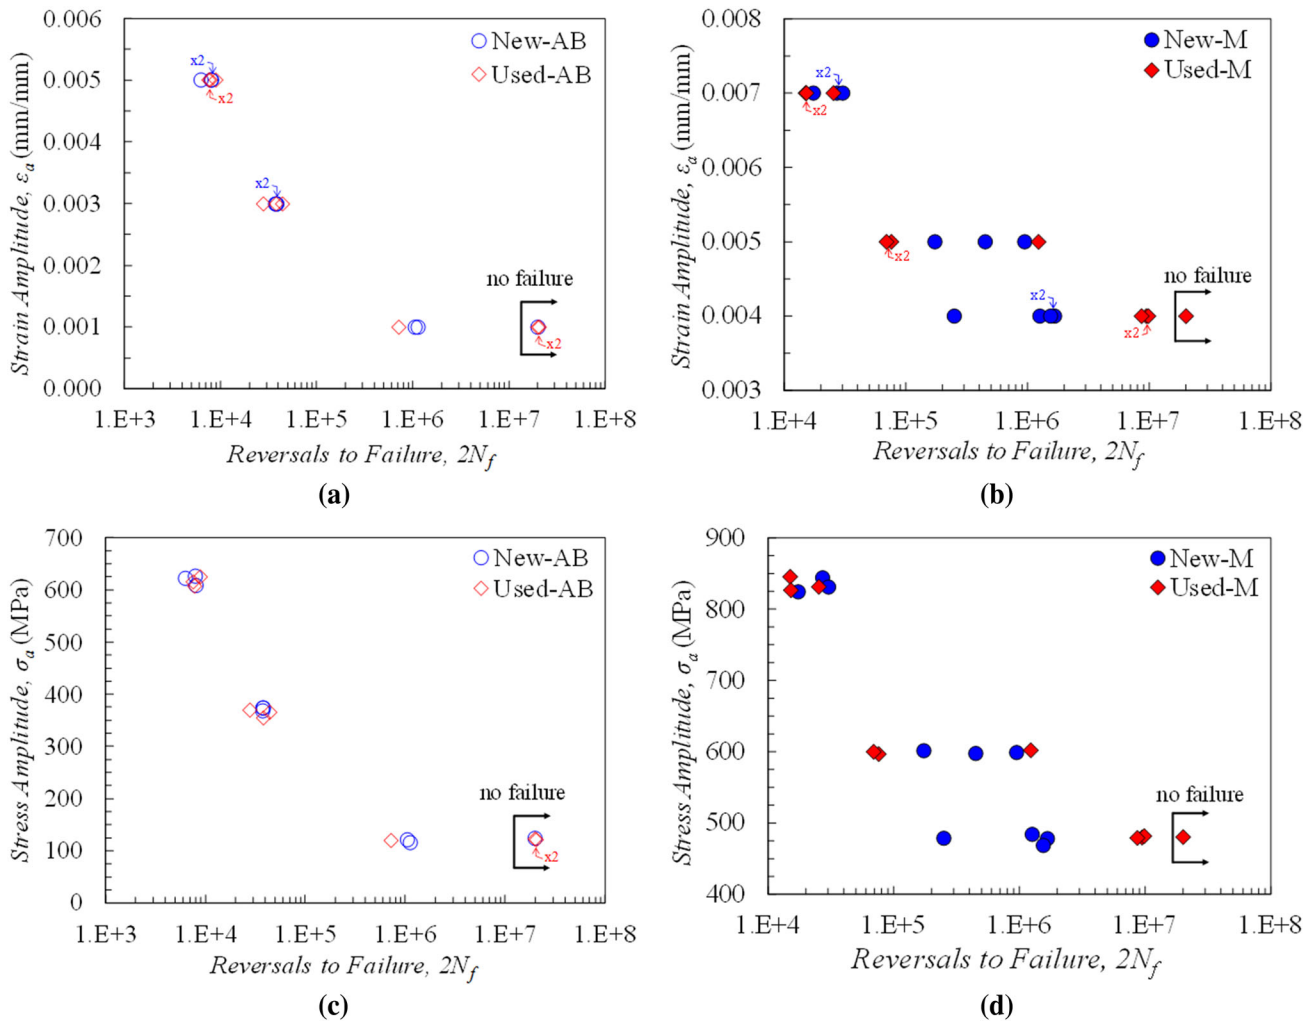 0.006
0.005
0.004
0.003
0.002
0.001
0.000
Strain Amplitude, εa (mm/mm)
New-AB
Used-AB
x2
x2
x2
no failure
x2
1.E+3 1.E+4 1.E+5 1.E+6 1.E+7 1.E+8
Reversals to Failure, 2Nf
(a)
0.008
0.007
0.006
0.005
0.004
0.003
Strain Amplitude, εa (mm/mm)
New-M
Used-M
x2
x2
x2
x2
x2
no failure
1.E+4 1.E+5 1.E+6 1.E+7 1.E+8
Reversals to Failure, 2Nf
(b)
700
600
500
400
300
200
100
0
Stress Amplitude, σa (MPa)
New-AB
Used-AB
no failure
x2
1.E+3 1.E+4 1.E+5 1.E+6 1.E+7 1.E+8
Reversals to Failure, 2Nf
(c)
900
800
700
600
500
400
Stress Amplitude, σa (MPa)
New-M
Used-M
no failure
1.E+4 1.E+5 1.E+6 1.E+7 1.E+8
Reversals to Failure, 2Nf
(d)